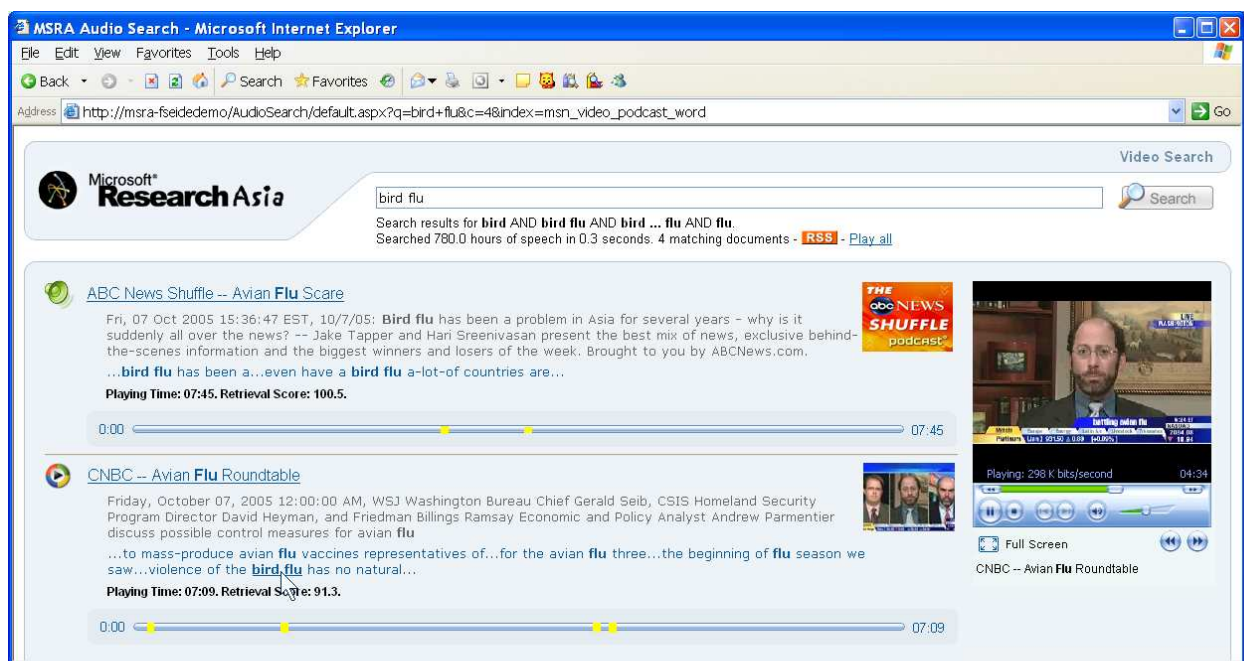 MSRA Audio Search - Microsoft Internet Explorer
File Edit View Favorites Tools Help
Back Search Favorites
Address http://msra-fseidedemo/AudioSearch/default.aspx?q=bird+flu&c=4&index=msn_video_podcast_word Go
Video Search
Microsoft®
Research Asia
bird flu
Search
Search results for bird AND bird flu AND bird ... flu AND flu.
Searched 780.0 hours of speech in 0.3 seconds. 4 matching documents - RSS - Play all
ABC News Shuffle -- Avian Flu Scare
Fri, 07 Oct 2005 15:36:47 EST, 10/7/05: Bird flu has been a problem in Asia for several years - why is it
suddenly all over the news? -- Jake Tapper and Hari Sreenivasan present the best mix of news, exclusive behind-
the-scenes information and the biggest winners and losers of the week. Brought to you by ABCNews.com.
...bird flu has been a...even have a bird flu a-lot-of countries are...
Playing Time: 07:45. Retrieval Score: 100.5.
0:00 07:45
THE
abc NEWS
SHUFFLE
podcast
CNBC -- Avian Flu Roundtable
Friday, October 07, 2005 12:00:00 AM, WSJ Washington Bureau Chief Gerald Seib, CSIS Homeland Security
Program Director David Heyman, and Friedman Billings Ramsay Economic and Policy Analyst Andrew Parmentier
discuss possible control measures for avian flu
...to mass-produce avian flu vaccines representatives of...for the avian flu three...the beginning of flu season we
saw...violence of the bird flu has no natural...
Playing Time: 07:09. Retrieval Score: 91.3.
0:00 07:09
LIVE
battling avian flu
Playing: 298 K bits/second 04:34
Full Screen
CNBC -- Avian Flu Roundtable